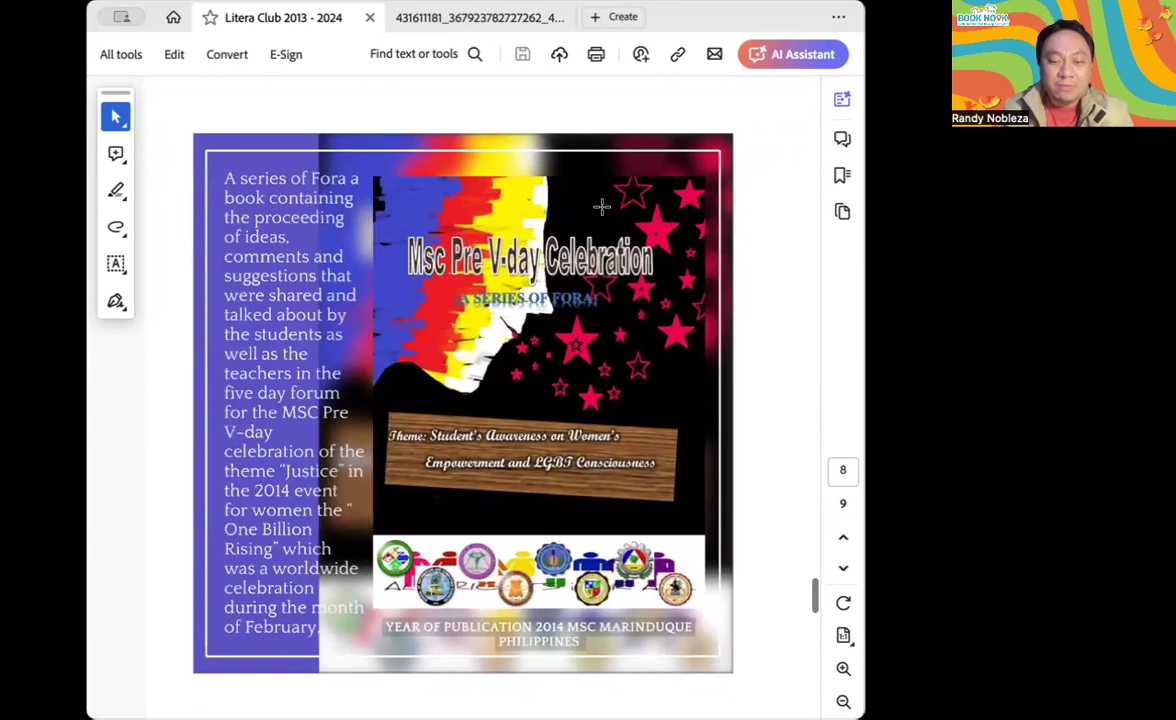 Litera Club 2013 - 2024
431611181_367923782727262_4...
Create
All tools
Edit
Convert
E-Sign
Find text or tools
AI Assistant
THE
BOOK NOOK
Randy Nobleza
A series of Fora a
book containing
the proceeding
of ideas,
comments and
suggestions that
were shared and
talked about by
the students as
well as the
teachers in the
five day forum
for the MSC Pre
V-day
celebration of the
theme “Justice” in
the 2014 event
for women the “
One Billion
Rising” which
was a worldwide
celebration
during the month
of February.
Msc Pre V-day Celebration
(A SERIES OF FORA)
Theme: Student's Awareness on Women's
Empowerment and LGBT Consciousness
YEAR OF PUBLICATION 2014 MSC MARINDUQUE
PHILIPPINES
8
9